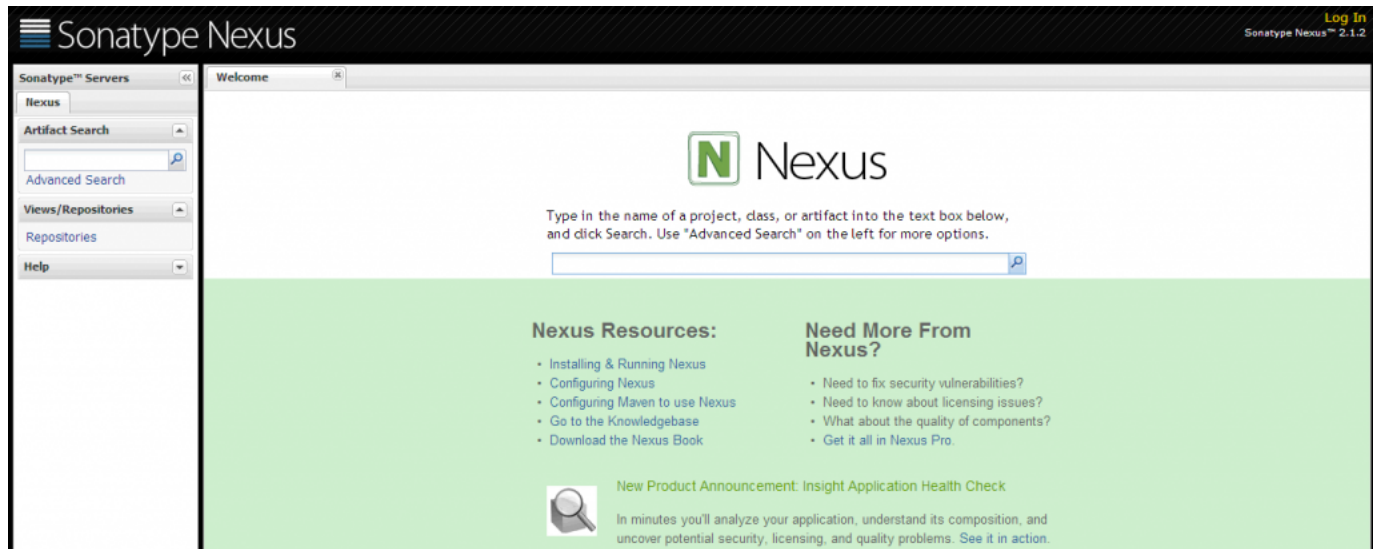 Sonatype Nexus
Log In
Sonatype Nexus™ 2.1.2
Sonatype™ Servers
Welcome
Nexus
Artifact Search
Advanced Search
Views/Repositories
Repositories
Help
N Nexus
Type in the name of a project, class, or artifact into the text box below,
and click Search. Use "Advanced Search" on the left for more options.
Nexus Resources:
• Installing & Running Nexus
• Configuring Nexus
• Configuring Maven to use Nexus
• Go to the Knowledgebase
• Download the Nexus Book
Need More From
Nexus?
• Need to fix security vulnerabilities?
• Need to know about licensing issues?
• What about the quality of components?
• Get it all in Nexus Pro.
New Product Announcement: Insight Application Health Check
In minutes you'll analyze your application, understand its composition, and
uncover potential security, licensing, and quality problems. See it in action.